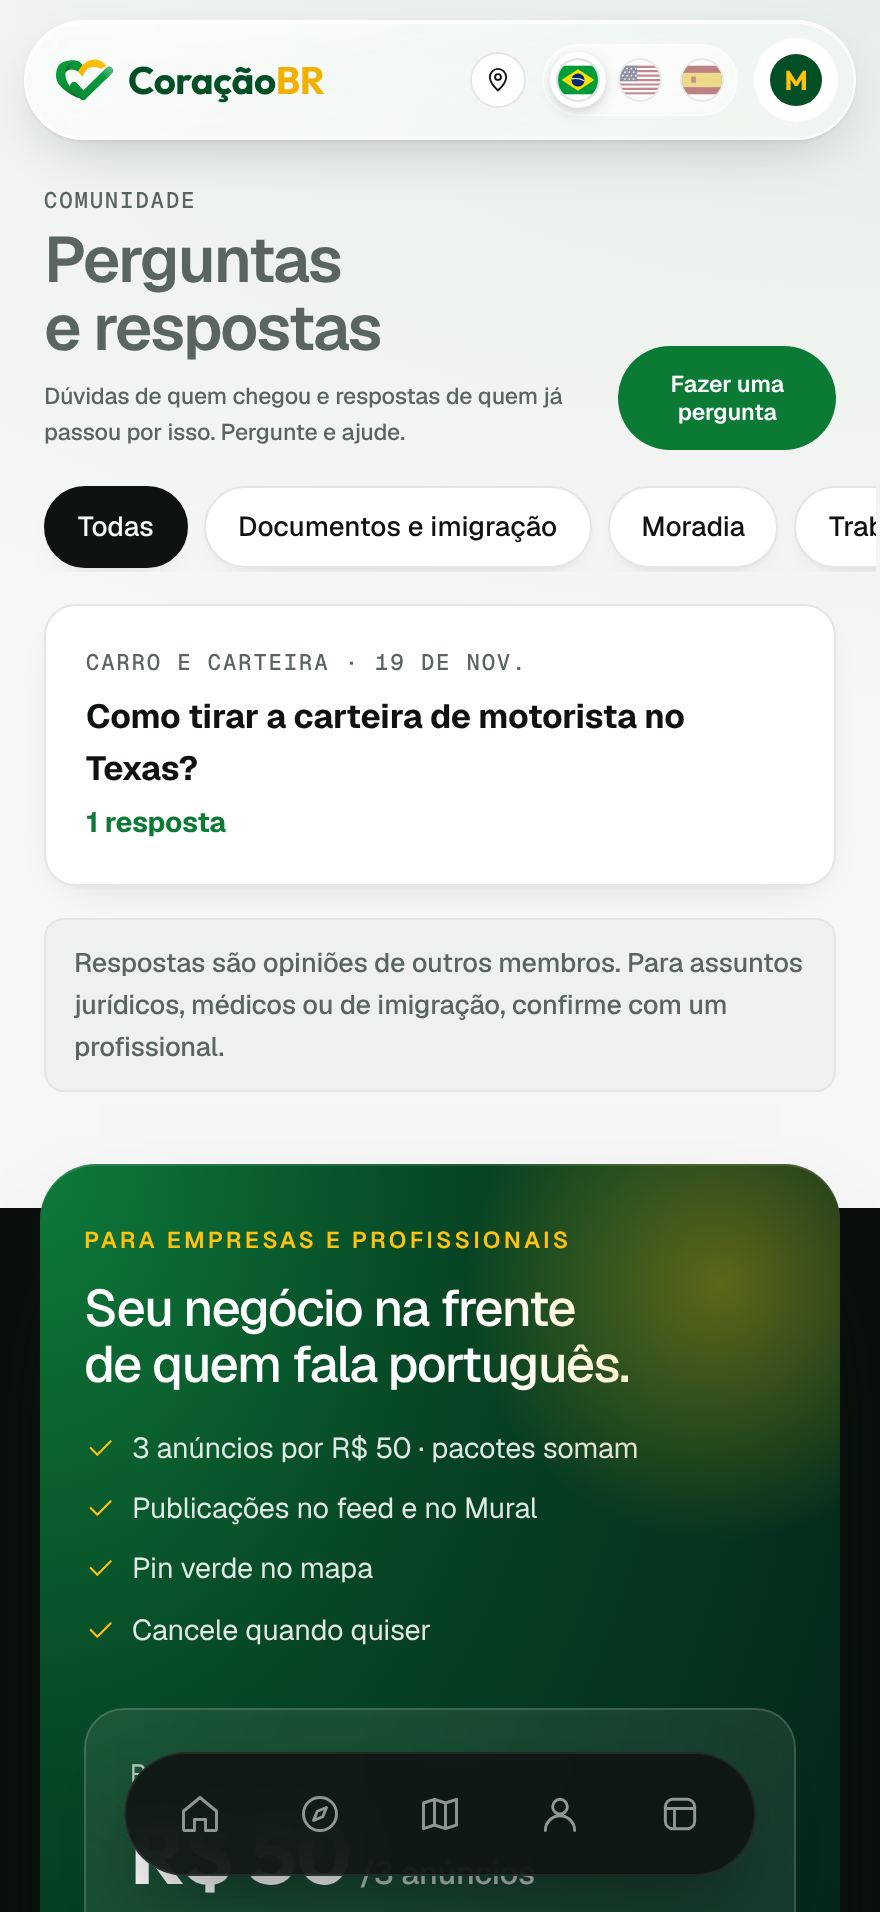 CoraçãoBR
M
COMUNIDADE
Perguntas
e respostas
Dúvidas de quem chegou e respostas de quem já
passou por isso. Pergunte e ajude.
Fazer uma
pergunta
Todas
Documentos e imigração
Moradia
CARRO E CARTEIRA · 19 DE NOV.
Como tirar a carteira de motorista no
Texas?
1 resposta
Respostas são opiniões de outros membros. Para assuntos
jurídicos, médicos ou de imigração, confirme com um
profissional.
PARA EMPRESAS E PROFISSIONAIS
Seu negócio na frente
de quem fala português.
3 anúncios por R$ 50 · pacotes somam
Publicações no feed e no Mural
Pin verde no mapa
Cancele quando quiser
R$ 50 /3 anúncios